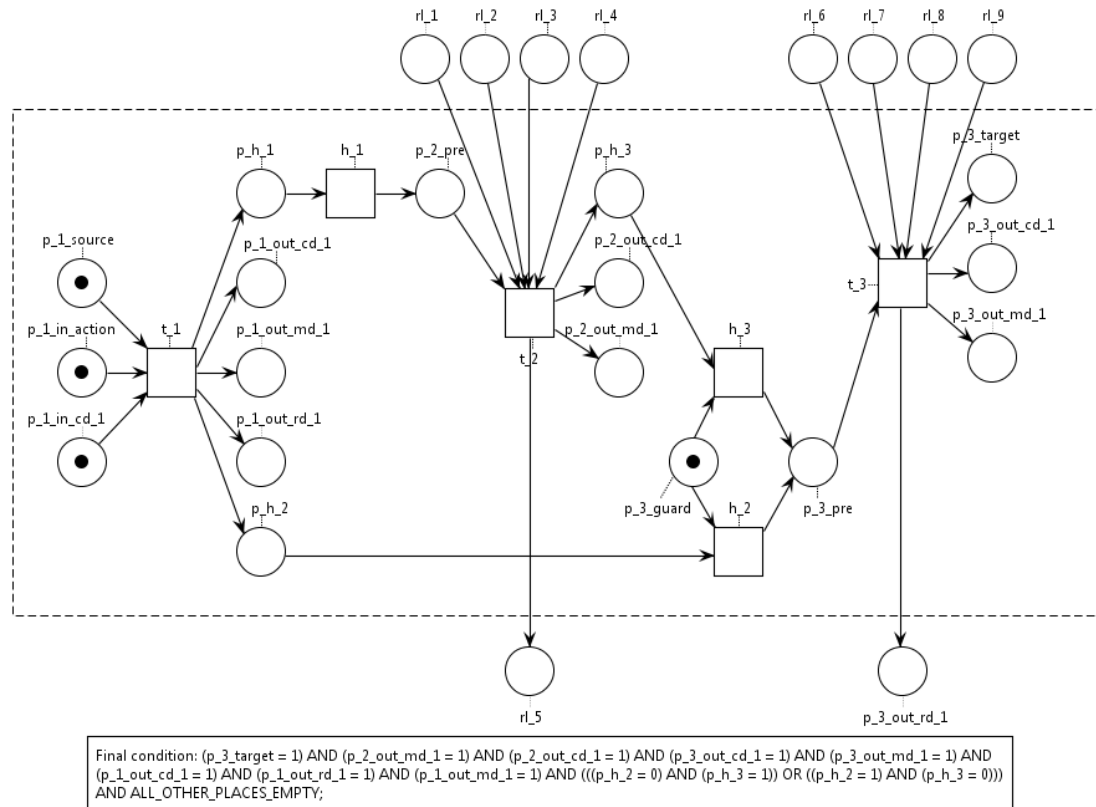 rl_1 rl_2 rl_3 rl_4 rl_6 rl_7 rl_8 rl_9
p_3_target
p_h_1 h_1 p_2_pre p_h_3
p_3_out_cd_1
p_1_source p_1_out_cd_1 p_2_out_cd_1
t_3
p_3_out_md_1
p_1_in_action t_1 p_1_out_md_1 p_2_out_md_1
t_2 h_3
p_1_in_cd_1 p_1_out_rd_1
p_h_2 p_3_guard h_2 p_3_pre
rl_5 p_3_out_rd_1
Final condition: (p_3_target = 1) AND (p_2_out_md_1 = 1) AND (p_2_out_cd_1 = 1) AND (p_3_out_cd_1 = 1) AND (p_3_out_md_1 = 1) AND
(p_1_out_cd_1 = 1) AND (p_1_out_rd_1 = 1) AND (p_1_out_md_1 = 1) AND (((p_h_2 = 0) AND (p_h_3 = 1)) OR ((p_h_2 = 1) AND (p_h_3 = 0)))
AND ALL_OTHER_PLACES_EMPTY;